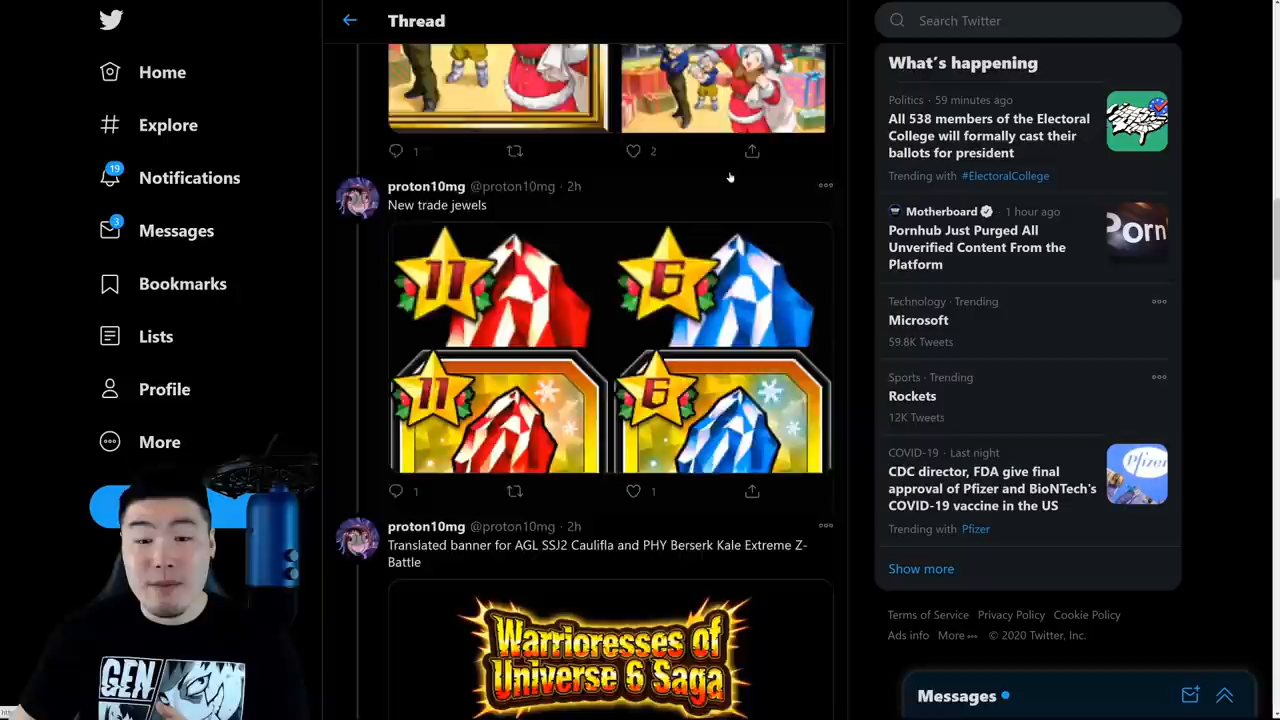 Thread
Search Twitter
Home
Explore
19
Notifications
3
Messages
Bookmarks
Lists
Profile
More
1
2
proton10mg @proton10mg · 2h
New trade jewels
11
6
11
6
1
1
proton10mg @proton10mg · 2h
Translated banner for AGL SSJ2 Caulifla and PHY Berserk Kale Extreme Z-
Battle
Warrioresses of
Universe 6 Saga
What's happening
Politics · 59 minutes ago
All 538 members of the Electoral
College will formally cast their
ballots for president
Trending with #ElectoralCollege
Motherboard · 1 hour ago
Pornhub Just Purged All
Unverified Content From the
Platform
Porn
Technology · Trending
Microsoft
59.8K Tweets
Sports · Trending
Rockets
12K Tweets
COVID-19 · Last night
CDC director, FDA give final
approval of Pfizer and BioNTech's
COVID-19 vaccine in the US
Trending with Pfizer
Pfizer
Show more
Terms of Service Privacy Policy Cookie Policy
Ads info More © 2020 Twitter, Inc.
Messages
GEN